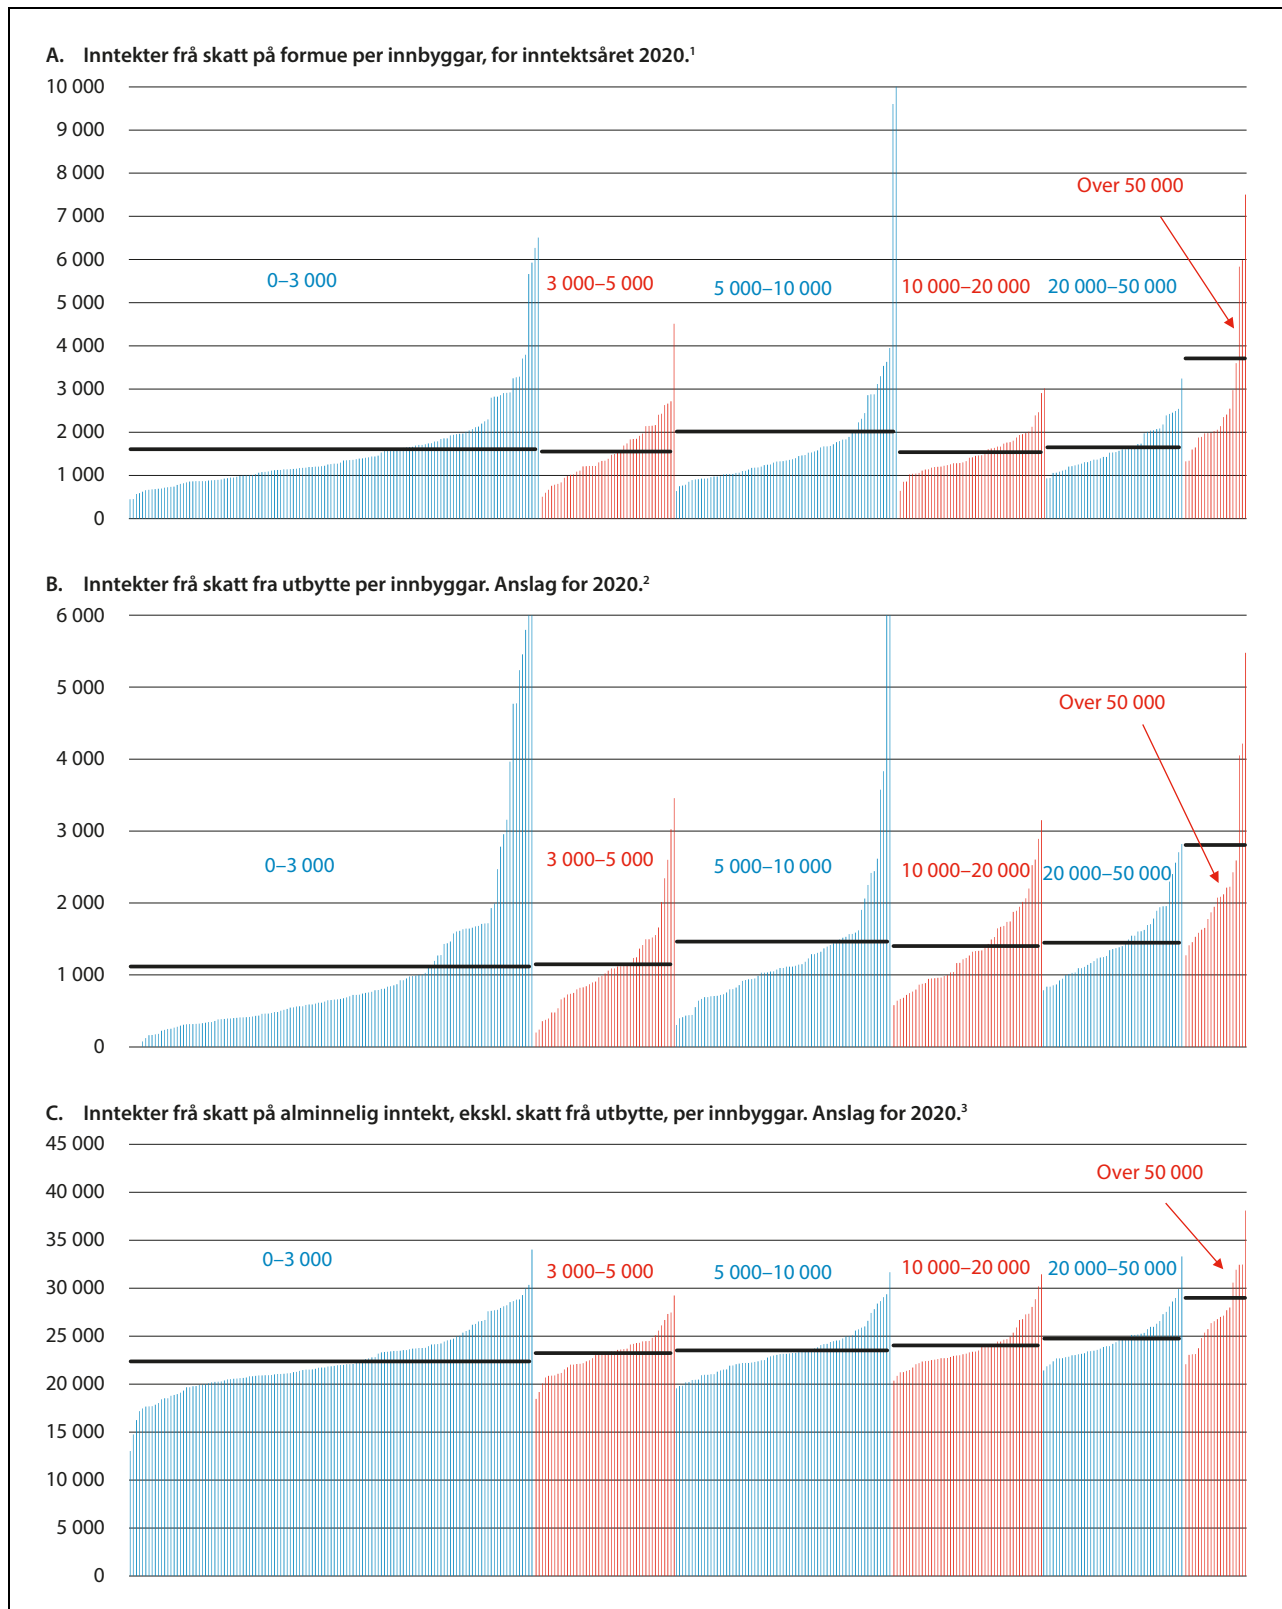 A. Inntekter frå skatt på formue per innbyggar, for inntektsåret 2020.¹
10 000
9 000
8 000
7 000
6 000
5 000
4 000
3 000
2 000
1 000
0
0–3 000
3 000–5 000
5 000–10 000
10 000–20 000
20 000–50 000
Over 50 000
B. Inntekter frå skatt fra utbytte per innbyggar. Anslag for 2020.²
6 000
5 000
4 000
3 000
2 000
1 000
0
0–3 000
3 000–5 000
5 000–10 000
10 000–20 000
20 000–50 000
Over 50 000
C. Inntekter frå skatt på alminnelig inntekt, ekskl. skatt frå utbytte, per innbyggar. Anslag for 2020.³
45 000
40 000
35 000
30 000
25 000
20 000
15 000
10 000
5 000
0
0–3 000
3 000–5 000
5 000–10 000
10 000–20 000
20 000–50 000
Over 50 000